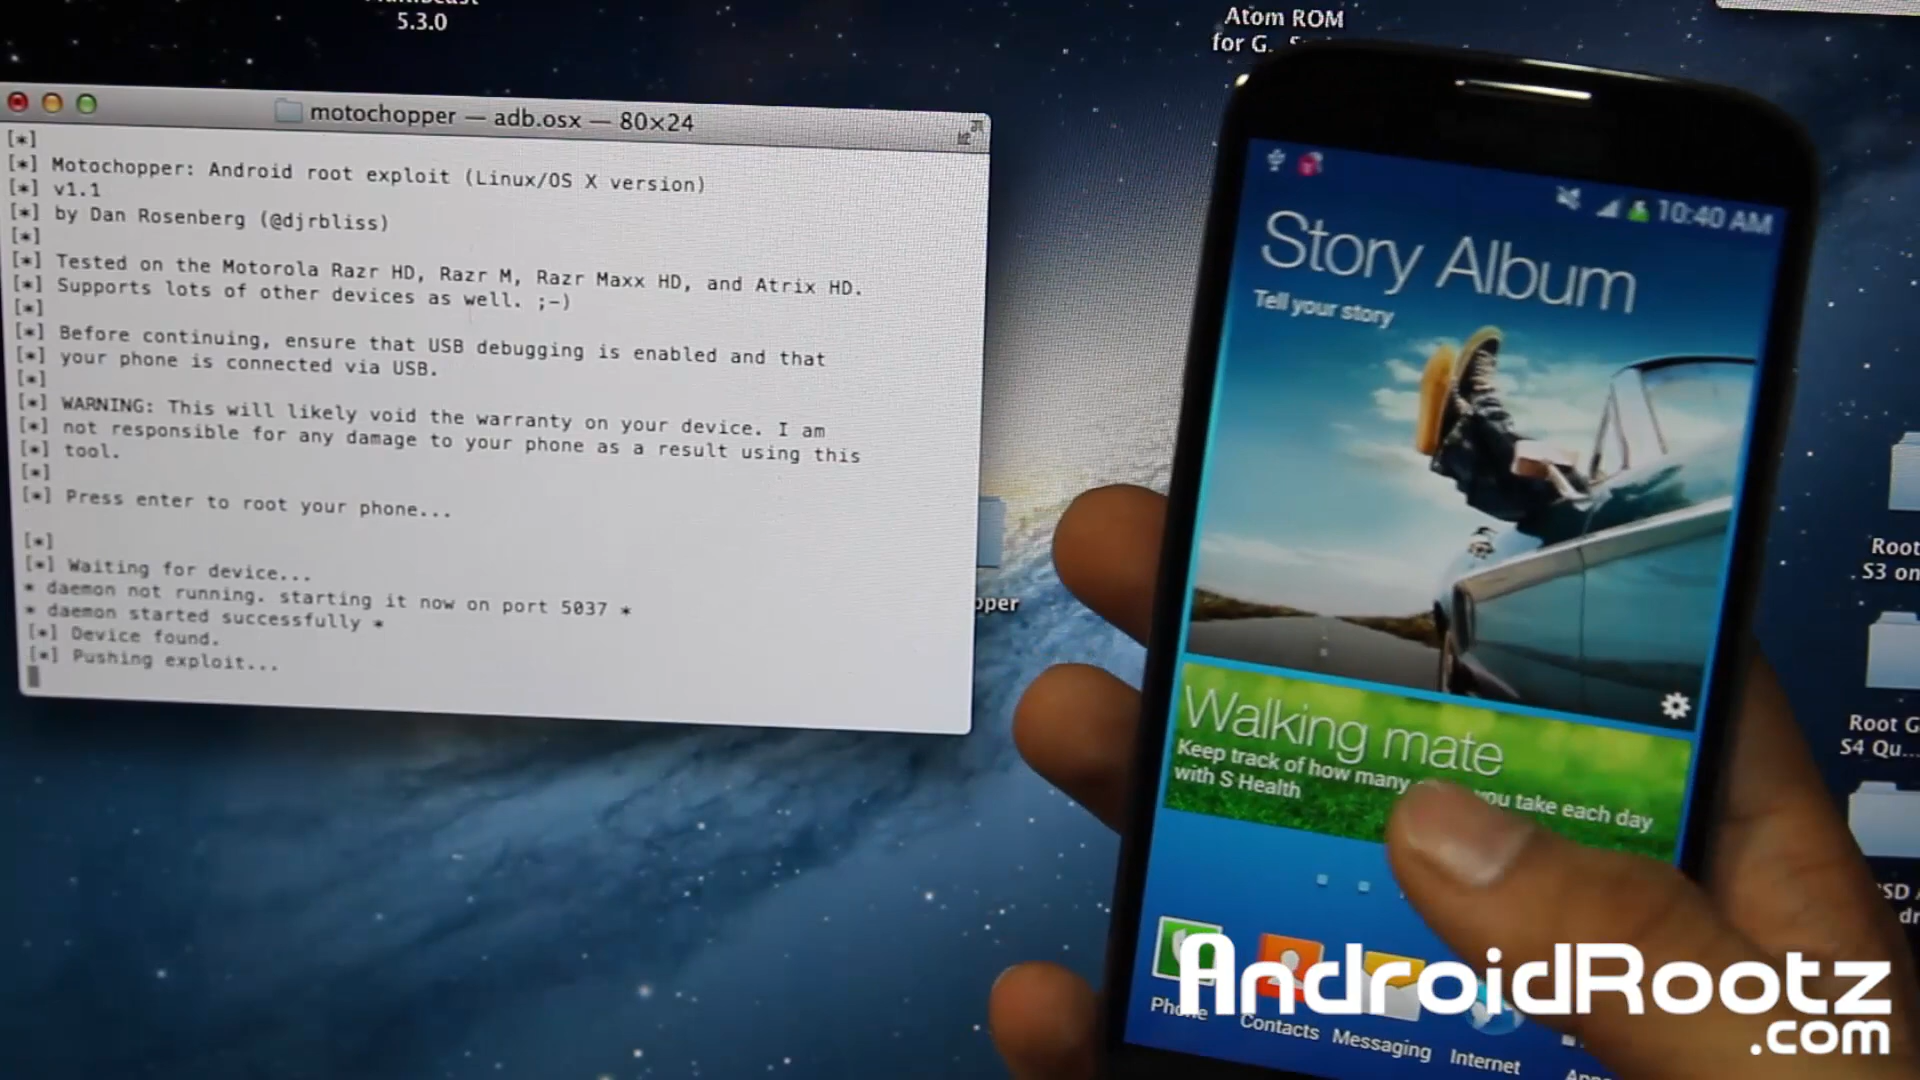 5.3.0
Atom ROM
for G.
motochopper — adb.osx — 80×24
[*]
[*] Motochopper: Android root exploit (Linux/OS X version)
[*] v1.1
[*] by Dan Rosenberg (@djrbliss)
[*]
[*] Tested on the Motorola Razr HD, Razr M, Razr Maxx HD, and Atrix HD.
[*] Supports lots of other devices as well. ;-)
[*]
[*] Before continuing, ensure that USB debugging is enabled and that
[*] your phone is connected via USB.
[*]
[*] WARNING: This will likely void the warranty on your device. I am
[*] not responsible for any damage to your phone as a result using this
[*] tool.
[*]
[*] Press enter to root your phone...
[*]
[*] Waiting for device...
* daemon not running. starting it now on port 5037 *
* daemon started successfully *
[*] Device found.
[*] Pushing exploit...
pper
10:40 AM
Story Album
Tell your story
Walking mate
Keep track of how many you take each day
with S Health
Phone
Contacts
Messaging
Internet
Root
S3 on
Root G
S4 Qu...
SD
dr
AndroidRootz
.com